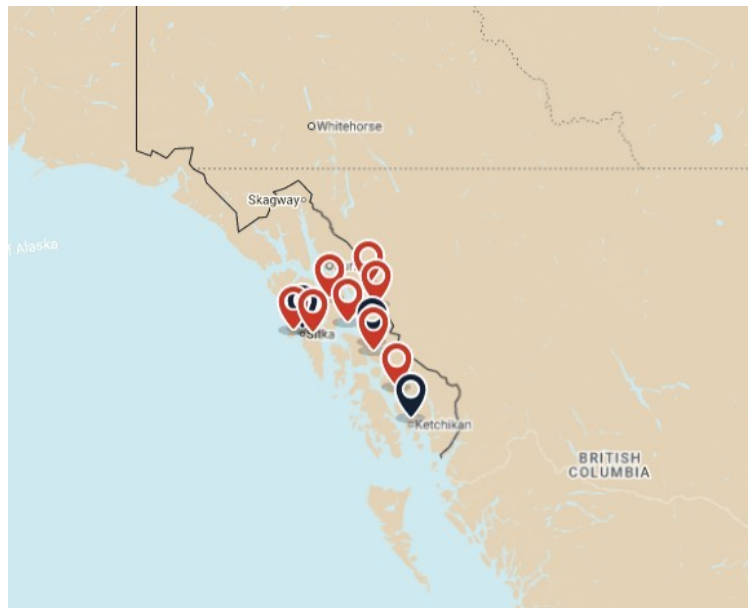 Whitehorse
Skagway
Alaska
Sitka
Ketchikan
BRITISH
COLUMBIA